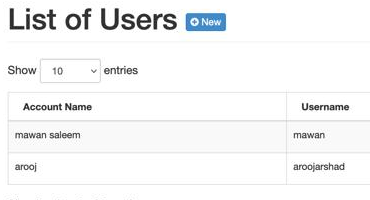 List of Users New
Show 10 entries
Account Name Username
mawan saleem mawan
arooj aroojarshad